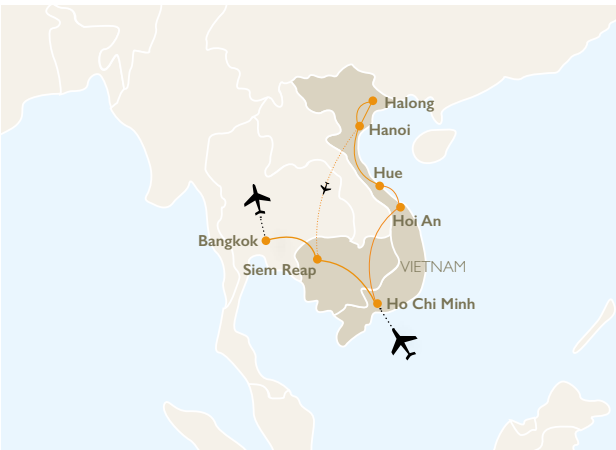 Halong
Hanoi
Hue
Hoi An
Bangkok
Siem Reap
VIETNAM
Ho Chi Minh